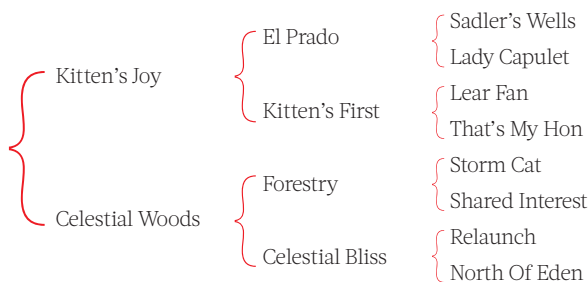 Kitten’s Joy
Celestial Woods
El Prado
Kitten’s First
Forestry
Celestial Bliss
Sadler’s Wells
Lady Capulet
Lear Fan
That’s My Hon
Storm Cat
Shared Interest
Relaunch
North Of Eden